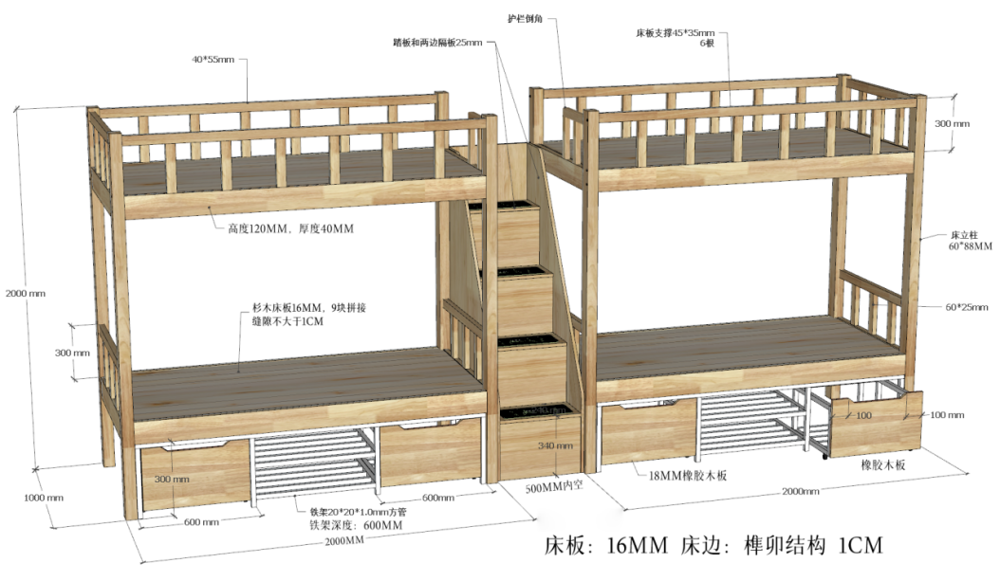 护栏倒角
踏板和两边隔板25mm
床板支撑45*35mm
6根
40*55mm
300 mm
高度120MM，厚度40MM
床立柱
60*88MM
2000 mm
杉木床板16MM，9块拼接
缝隙不大于1CM
60*25mm
300 mm
100
100 mm
340 mm
300 mm
18MM橡胶木板
橡胶木板
500MM内空
2000mm
1000 mm
600 mm
600mm
铁架20*20*1.0mm方管
铁架深度：600MM
2000MM
床板：16MM 床边：榫卯结构 1CM